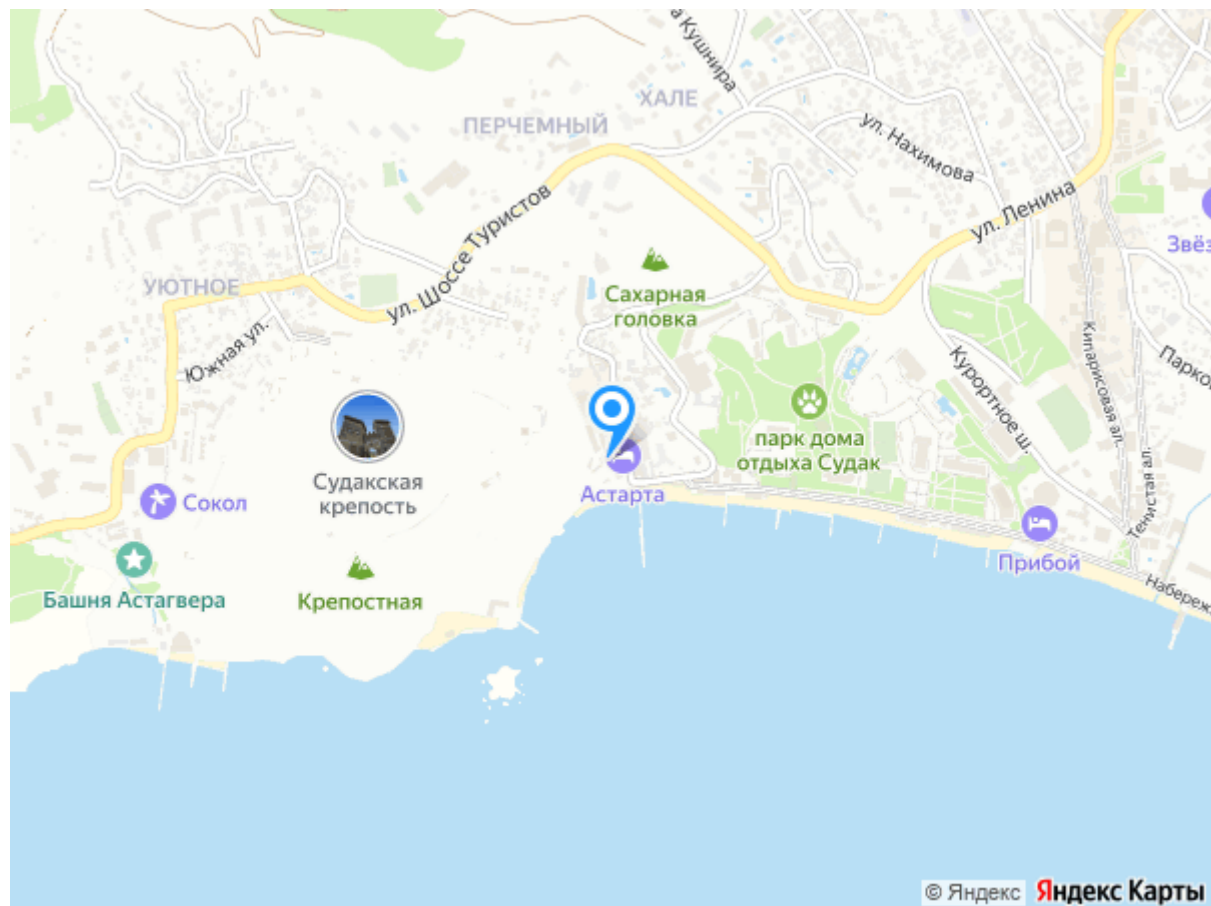 а Кушнира
ХАЛЕ
ПЕРЧЕМНЫЙ
ул. Нахимова
ул. Ленина
ул. Шоссе Туристов
Звёз
УЮТНОЕ
Сахарная
головка
Южная ул.
Кипарисовая ал.
Парко
Курортное ш.
парк дома
отдыха Судак
Судакская
крепость
Астарта
Сокол
Тенистая ал.
Прибой
Набереж
Башня Астагвера
Крепостная
© Яндекс Яндекс Карты